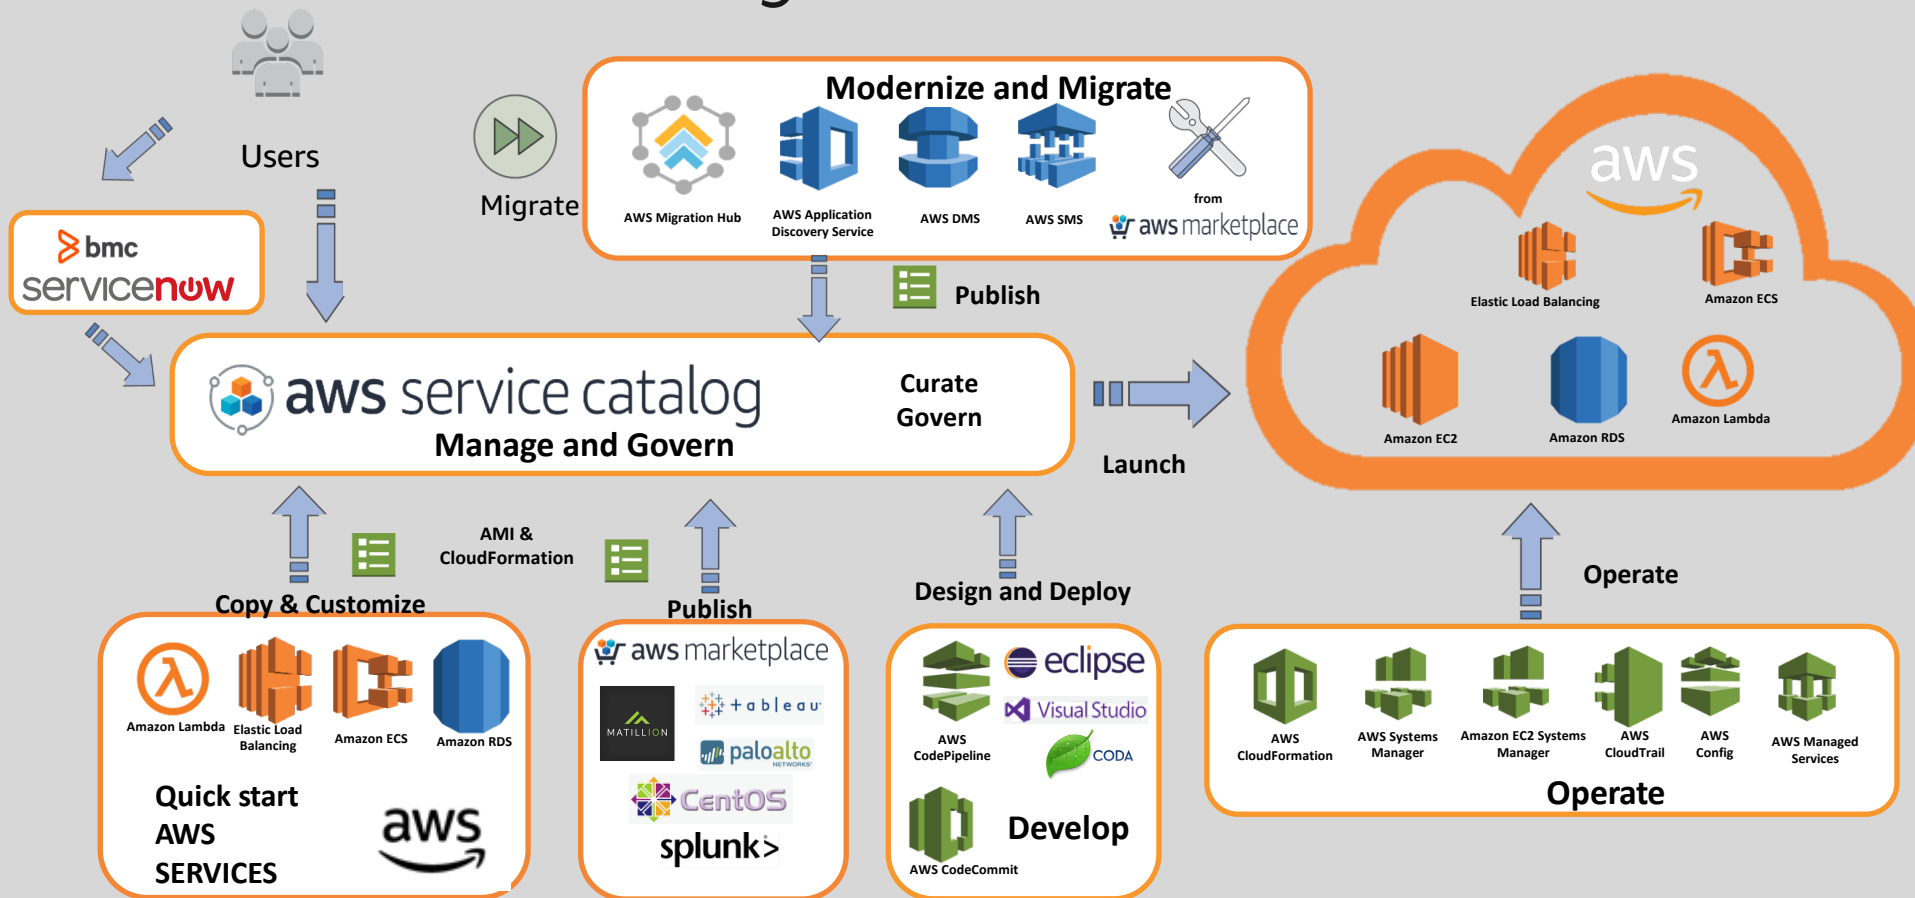 Users
Migrate
Modernize and Migrate
AWS Migration Hub
AWS Application
Discovery Service
AWS DMS
AWS SMS
from
aws marketplace
bmc
servicenow
Publish
aws service catalog
Manage and Govern
Curate
Govern
Launch
aws
Elastic Load Balancing
Amazon ECS
Amazon EC2
Amazon RDS
Amazon Lambda
AMI &
CloudFormation
Copy & Customize
Amazon Lambda
Elastic Load
Balancing
Amazon ECS
Amazon RDS
Quick start
AWS
SERVICES
aws
Publish
aws marketplace
MATILLION
+ableau
paloalto
NETWORKS
CentOS
splunk>
Design and Deploy
AWS
CodePipeline
eclipse
Visual Studio
CODA
AWS CodeCommit
Develop
Operate
AWS
CloudFormation
AWS Systems
Manager
Amazon EC2 Systems
Manager
AWS
CloudTrail
AWS
Config
AWS Managed
Services
Operate